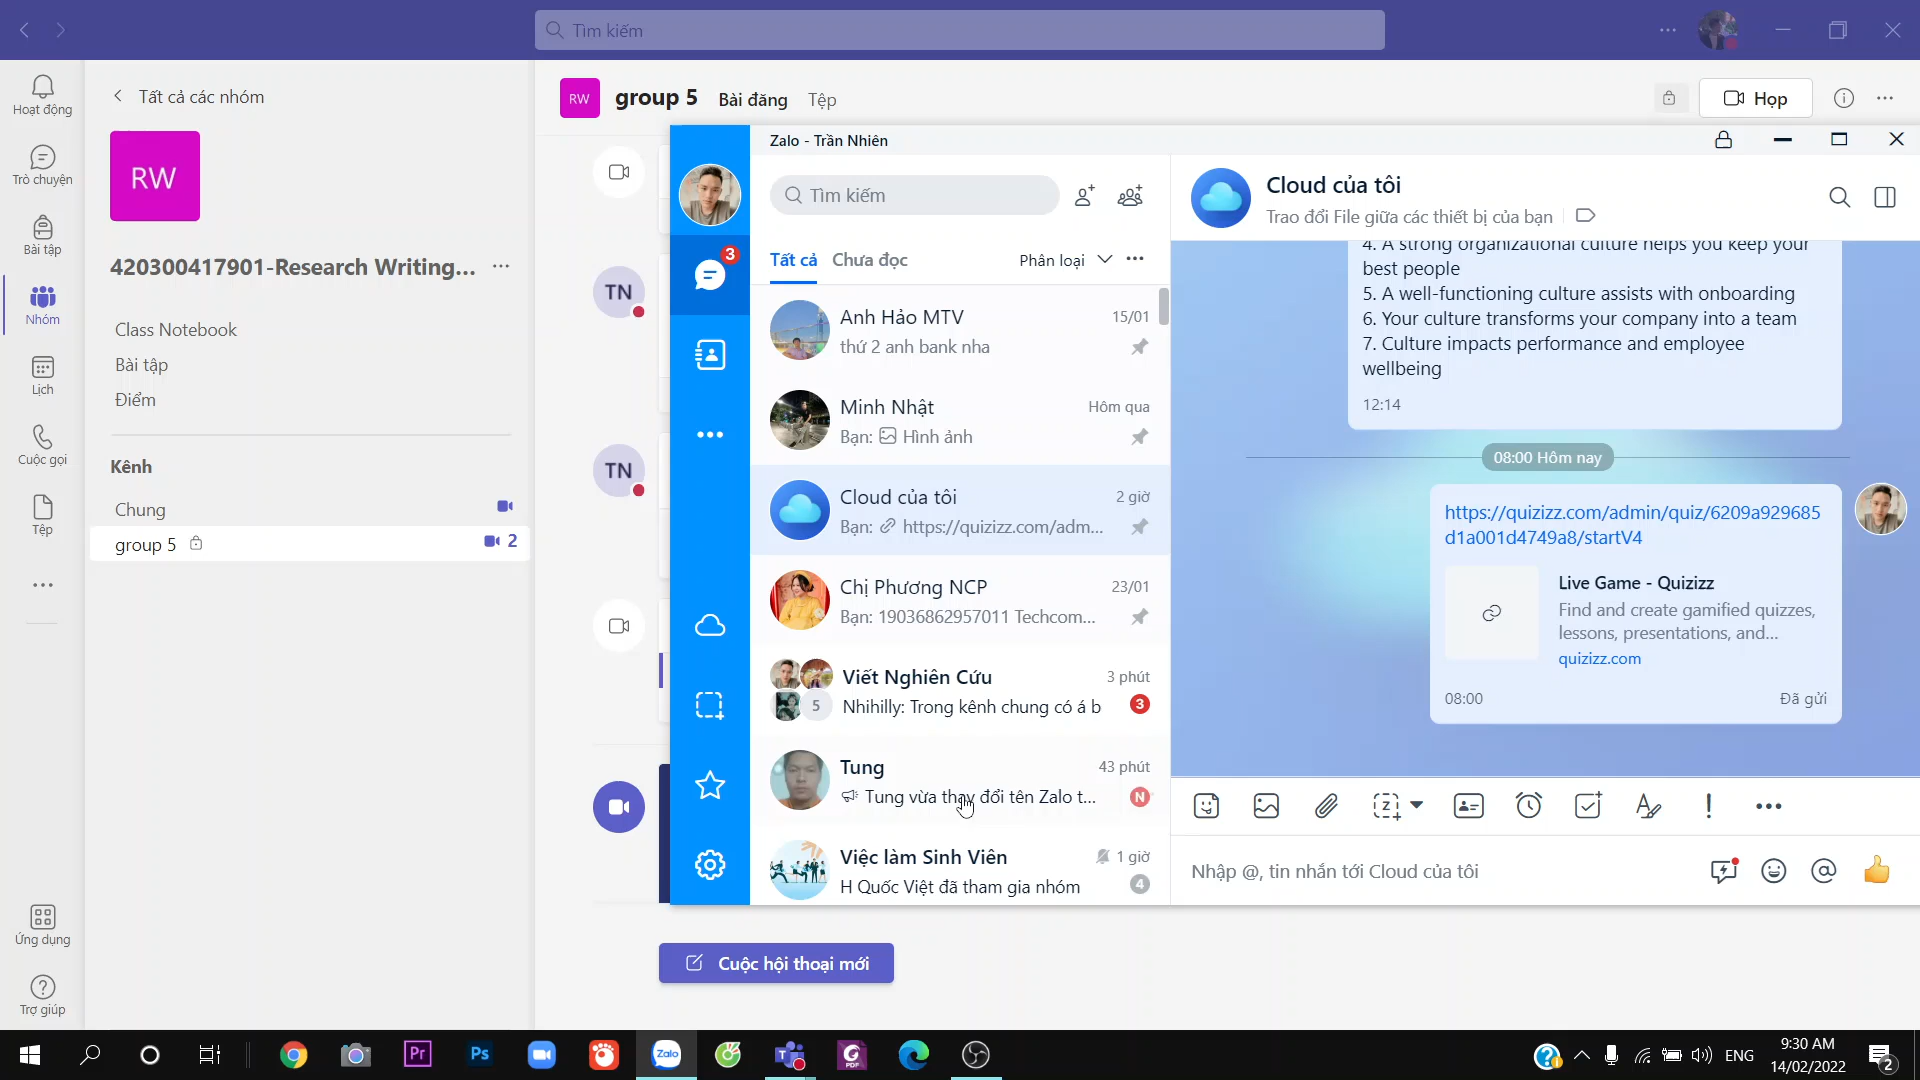 Tìm kiếm
Hoạt động
Trò chuyện
Bài tập
Nhóm
Lịch
Cuộc gọi
Tệp
Ứng dụng
Trợ giúp
Tất cả các nhóm
RW
420300417901-Research Writing...
Class Notebook
Bài tập
Điểm
Kênh
Chung
group 5
2
RW
group 5
Bài đăng
Tệp
Họp
TN
TN
Cuộc hội thoại mới
Zalo - Trần Nhiên
3
Tìm kiếm
Tất cả
Chưa đọc
Phân loại
Anh Hảo MTV
15/01
thứ 2 anh bank nha
Minh Nhật
Hôm qua
Bạn: Hình ảnh
Cloud của tôi
2 giờ
Bạn: https://quizizz.com/adm...
Chị Phương NCP
23/01
Bạn: 19036862957011 Techcom...
5
Viết Nghiên Cứu
3 phút
Nhihilly: Trong kênh chung có á b
3
Tung
43 phút
Tung vừa thay đổi tên Zalo t...
N
Việc làm Sinh Viên
1 giờ
H Quốc Việt đã tham gia nhóm
4
Cloud của tôi
Trao đổi File giữa các thiết bị của bạn
4. A strong organizational culture helps you keep your
best people
5. A well-functioning culture assists with onboarding
6. Your culture transforms your company into a team
7. Culture impacts performance and employee
wellbeing
12:14
08:00 Hôm nay
https://quizizz.com/admin/quiz/6209a929685
d1a001d4749a8/startV4
Live Game - Quizizz
Find and create gamified quizzes,
lessons, presentations, and...
quizizz.com
08:00
Đã gửi
Nhập @, tin nhắn tới Cloud của tôi
Pr
Ps
Zalo
PDF
ENG
9:30 AM
14/02/2022
2